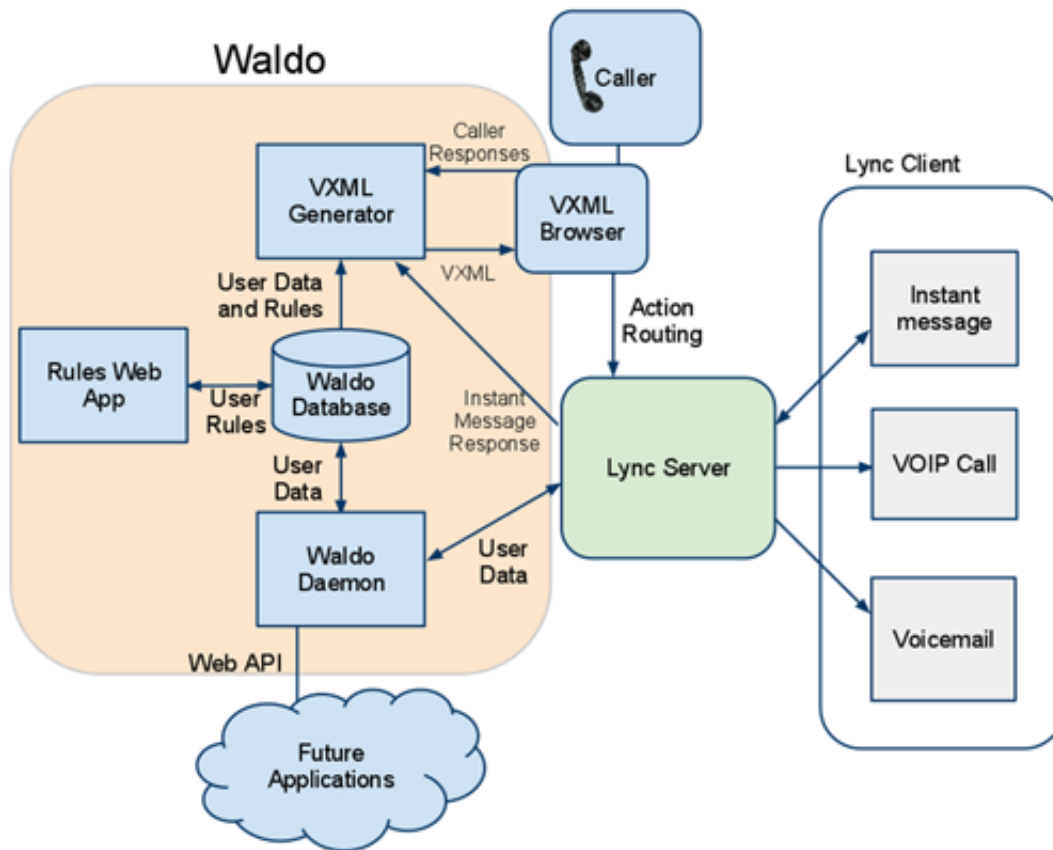 Waldo
Caller
Caller
Responses
VXML
Generator
VXML
Browser
VXML
Lync Client
User Data
and Rules
Action
Routing
Instant
message
Rules Web
App
User
Rules
Waldo
Database
Instant
Message
Response
Lync Server
VOIP Call
User
Data
Waldo
Daemon
User
Data
Voicemail
Web API
Future
Applications